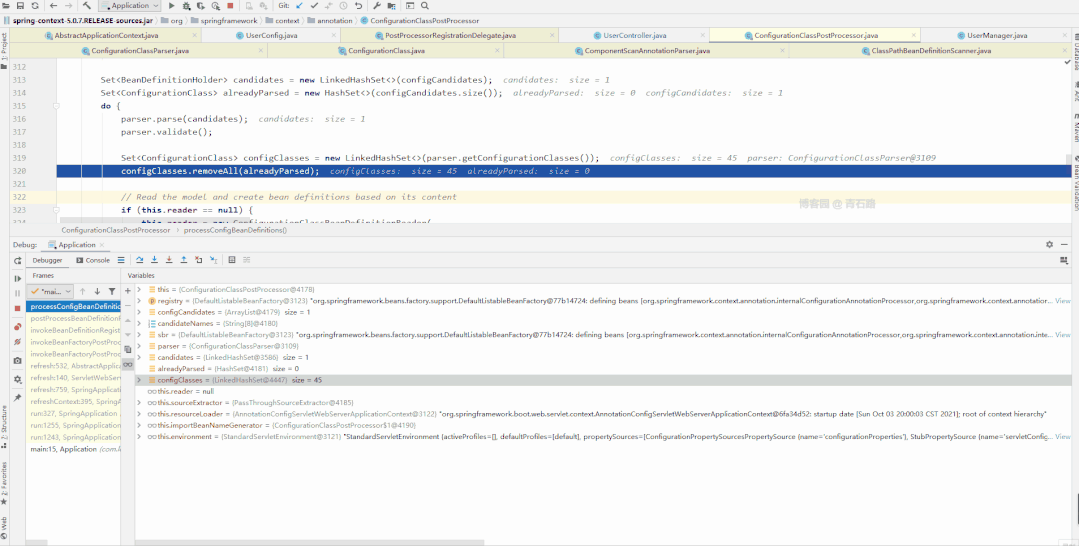 Application
Git:
spring-context-5.0.7.RELEASE-sources.jar org springframework context annotation ConfigurationClassPostProcessor
AbstractApplicationContext.java UserConfig.java PostProcessorRegistrationDelegate.java UserController.java ConfigurationClassPostProcessor.java UserManager.java
ConfigurationClassParser.java ConfigurationClass.java ComponentScanAnnotationParser.java ClassPathBeanDefinitionScanner.java
1: Project
Database
Maven
Bean Validation
312
313 Set<BeanDefinitionHolder> candidates = new LinkedHashSet<>(configCandidates); candidates: size = 1
314 Set<ConfigurationClass> alreadyParsed = new HashSet<>(configCandidates.size()); alreadyParsed: size = 0 configCandidates: size = 1
315 do {
316 parser.parse(candidates); candidates: size = 1
317 parser.validate();
318
319 Set<ConfigurationClass> configClasses = new LinkedHashSet<>(parser.getConfigurationClasses()); configClasses: size = 45 parser: ConfigurationClassParser@3109
320 configClasses.removeAll(alreadyParsed); configClasses: size = 45 alreadyParsed: size = 0
321
322 // Read the model and create bean definitions based on its content
323 if (this.reader == null) {
324 this.reader = new ConfigurationClassBeanDefinitionReader(
博客园 @ 青石路
ConfigurationClassPostProcessor › processConfigBeanDefinitions()
Debug: Application
Debugger Console
Frames
Variables
"mai...
processConfigBeanDefinitio
postProcessBeanDefinition
invokeBeanDefinitionRegist
invokeBeanFactoryPostProc
invokeBeanFactoryPostProc
refresh:532, AbstractApplica
refresh:140, ServletWebServ
refresh:759, SpringApplicati
refreshContext:395, Spring
run:327, SpringApplication
run:1255, SpringApplication
run:1243, SpringApplication
main:15, Application
this = {ConfigurationClassPostProcessor@4178}
registry = {DefaultListableBeanFactory@3123} "org.springframework.beans.factory.support.DefaultListableBeanFactory@77b14724: defining beans [org.springframework.context.annotation.internalConfigurationAnnotationProcessor,org.springframework.context.annotation... View
configCandidates = {ArrayList@4179} size = 1
candidateNames = {String[8]@4180}
sbr = {DefaultListableBeanFactory@3123} "org.springframework.beans.factory.support.DefaultListableBeanFactory@77b14724: defining beans [org.springframework.context.annotation.internalConfigurationAnnotationProcessor,org.springframework.context.annotation.inte... View
parser = {ConfigurationClassParser@3109}
candidates = {LinkedHashSet@3586} size = 1
alreadyParsed = {HashSet@4181} size = 0
configClasses = {LinkedHashSet@4447} size = 45
this.reader = null
this.sourceExtractor = {PassThroughSourceExtractor@4185}
this.resourceLoader = {AnnotationConfigServletWebServerApplicationContext@3122} "org.springframework.boot.web.servlet.context.AnnotationConfigServletWebServerApplicationContext@6fa34d52: startup date [Sun Oct 03 20:00:03 CST 2021]; root of context hierarchy"
this.importBeanNameGenerator = {ConfigurationClassPostProcessor$1@4190}
this.environment = {StandardServletEnvironment@3121} "StandardServletEnvironment {activeProfiles=[], defaultProfiles=[default], propertySources=[ConfigurationPropertySourcesPropertySource {name='configurationProperties'}, StubPropertySource {name='servletConfig... View
Structure
2: Favorites
Web